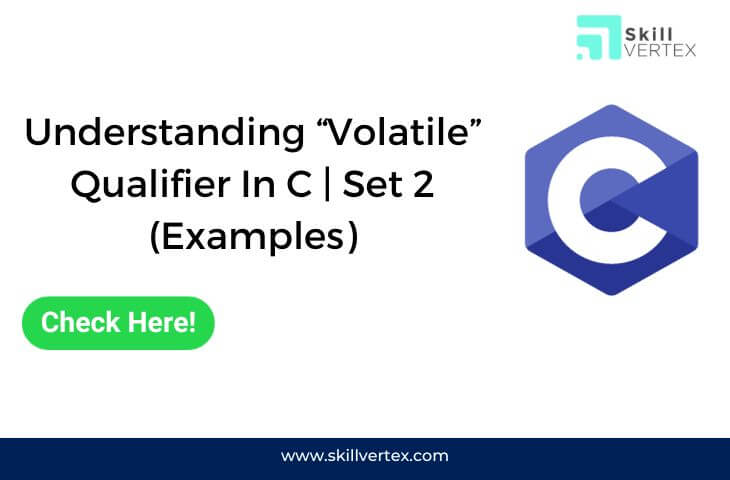 Skill
VERTEX
Understanding “Volatile”
Qualifier In C | Set 2
(Examples)
C
Check Here!
www.skillvertex.com